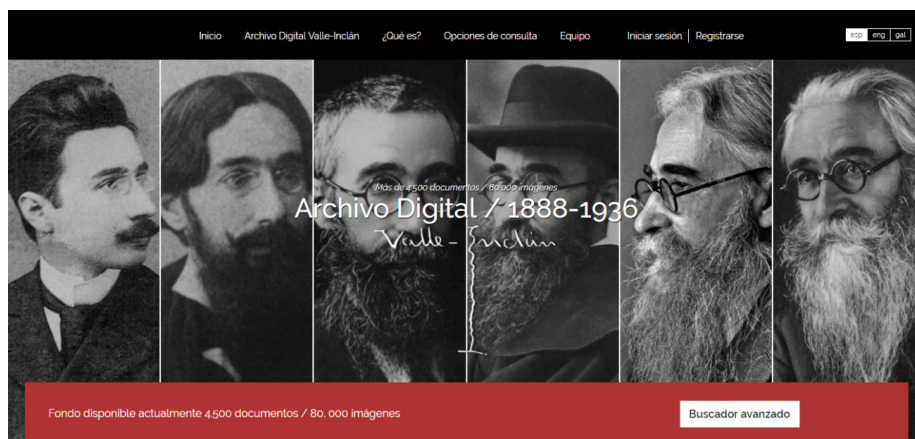 Inicio Archivo Digital Valle-Inclán ¿Qué es? Opciones de consulta Equipo Iniciar sesión | Registrarse esp eng gal
Más de 4.500 documentos / 80.000 imágenes
Archivo Digital / 1888-1936
Valle-Inclán
Fondo disponible actualmente 4.500 documentos / 80. 000 imágenes Buscador avanzado